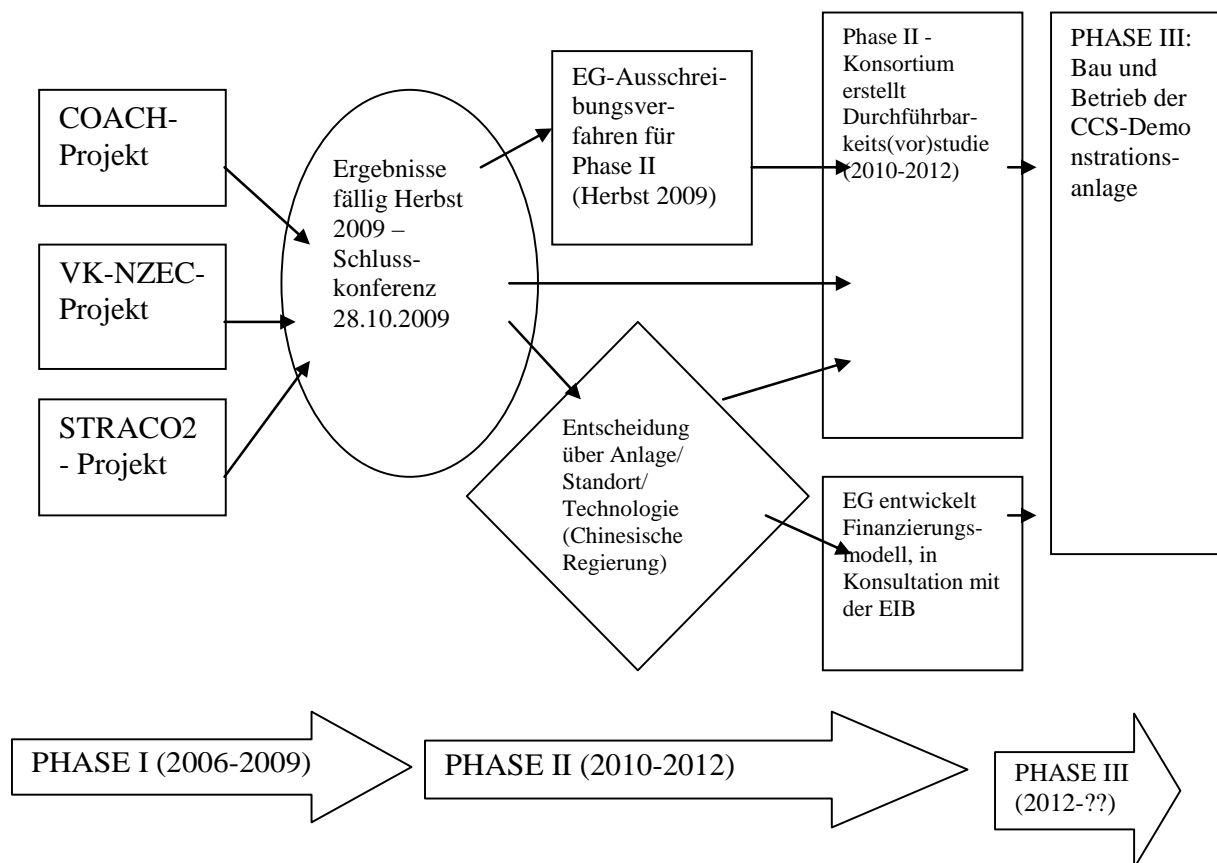 COACH-
Projekt
VK-NZEC-
Projekt
STRACO2
- Projekt
Ergebnisse
fällig Herbst
2009 –
Schluss-
konferenz
28.10.2009
EG-Ausschrei-
bungsver-
fahren für
Phase II
(Herbst 2009)
Entscheidung
über Anlage/
Standort/
Technologie
(Chinesische
Regierung)
Phase II -
Konsortium
erstellt
Durchführbar-
keits(vor)studie
(2010-2012)
EG entwickelt
Finanzierungs-
modell, in
Konsultation mit
der EIB
PHASE III:
Bau und
Betrieb der
CCS-Demo
nstrations-
anlage
PHASE I (2006-2009)
PHASE II (2010-2012)
PHASE III
(2012-??)